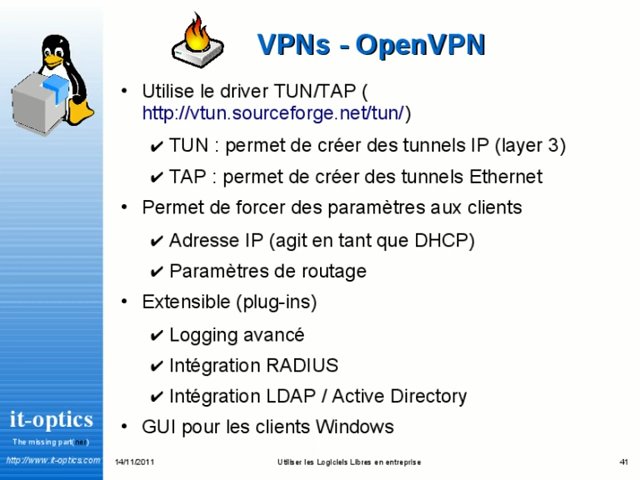 VPNs - OpenVPN
• Utilise le driver TUN/TAP (
http://vtun.sourceforge.net/tun/)
✔ TUN : permet de créer des tunnels IP (layer 3)
✔ TAP : permet de créer des tunnels Ethernet
• Permet de forcer des paramètres aux clients
✔ Adresse IP (agit en tant que DHCP)
✔ Paramètres de routage
• Extensible (plug-ins)
✔ Logging avancé
✔ Intégration RADIUS
✔ Intégration LDAP / Active Directory
• GUI pour les clients Windows
it-optics
The missing part(ner)
http://www.it-optics.com
14/11/2011
Utiliser les Logiciels Libres en entreprise
41